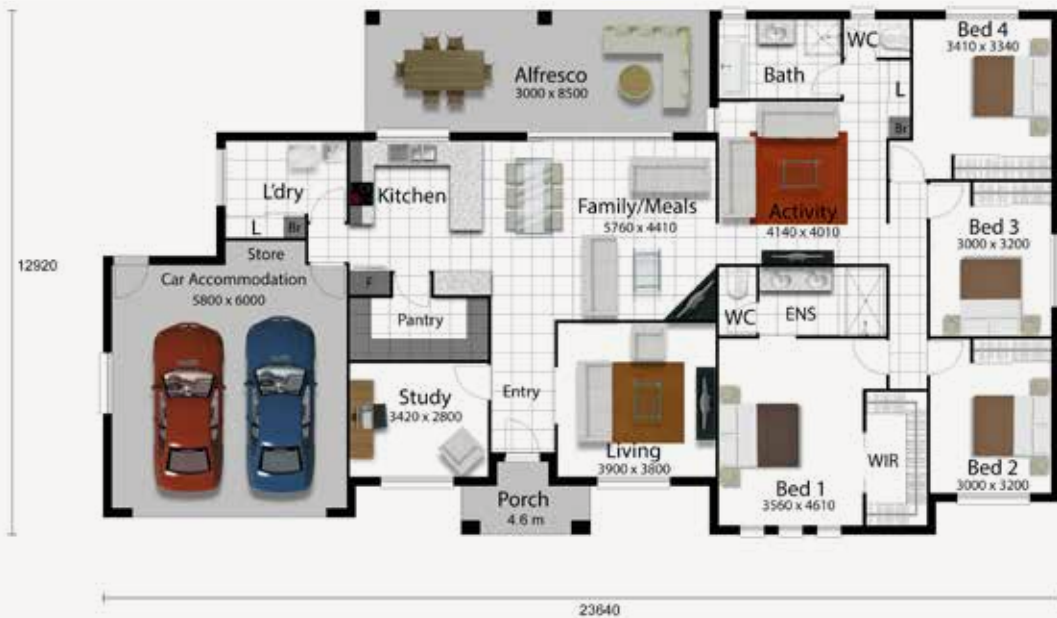 Alfresco
3000 x 8500
Bath
WC
Bed 4
3410 x 3340
L
Br
L'dry
L
Br
Kitchen
Family/Meals
5760 x 4410
Activity
4140 x 4010
Bed 3
3000 x 3200
12920
Store
Car Accommodation
5800 x 6000
F
Pantry
WC
ENS
Study
3420 x 2800
Entry
Living
3900 x 3800
Porch
4.6 m
Bed 1
3560 x 4610
WIR
Bed 2
3000 x 3200
23640